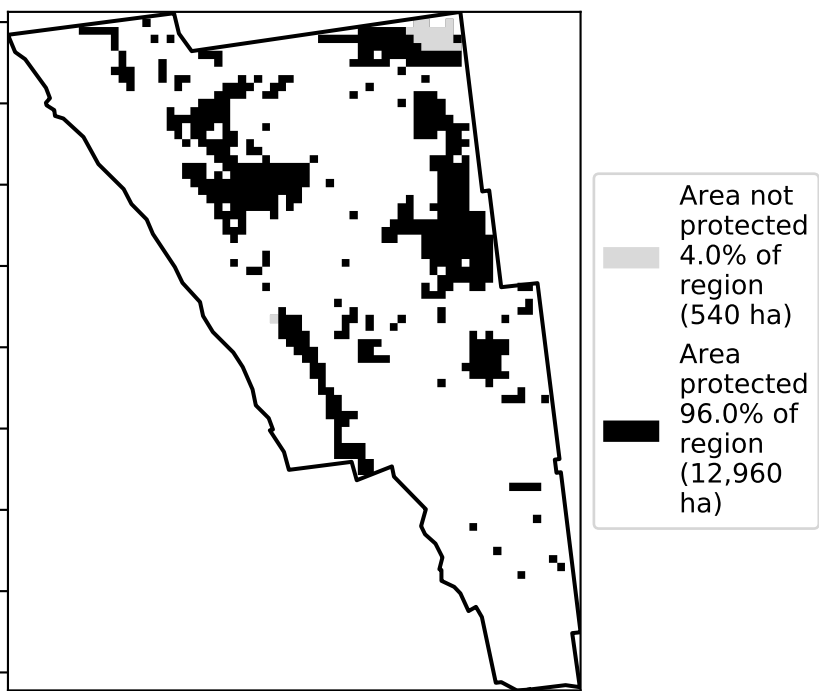 Area not
protected
4.0% of
region
(540 ha)
Area
protected
96.0% of
region
(12,960
ha)